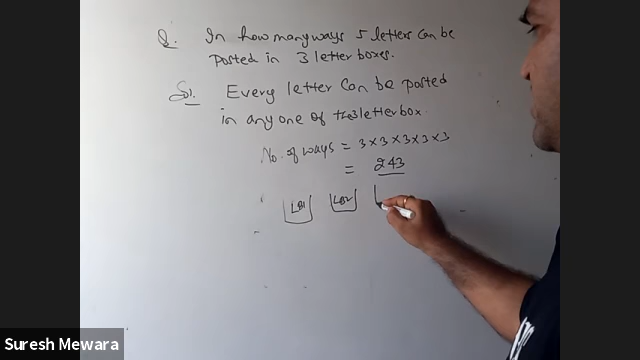 Q. In how many ways 5 letters can be
posted in 3 letter boxes.
Sol. Every letter can be posted
in any one of the 3 letter box.
No. of ways = 3×3×3×3×3
= 243
LB1 LB2
Suresh Mewara